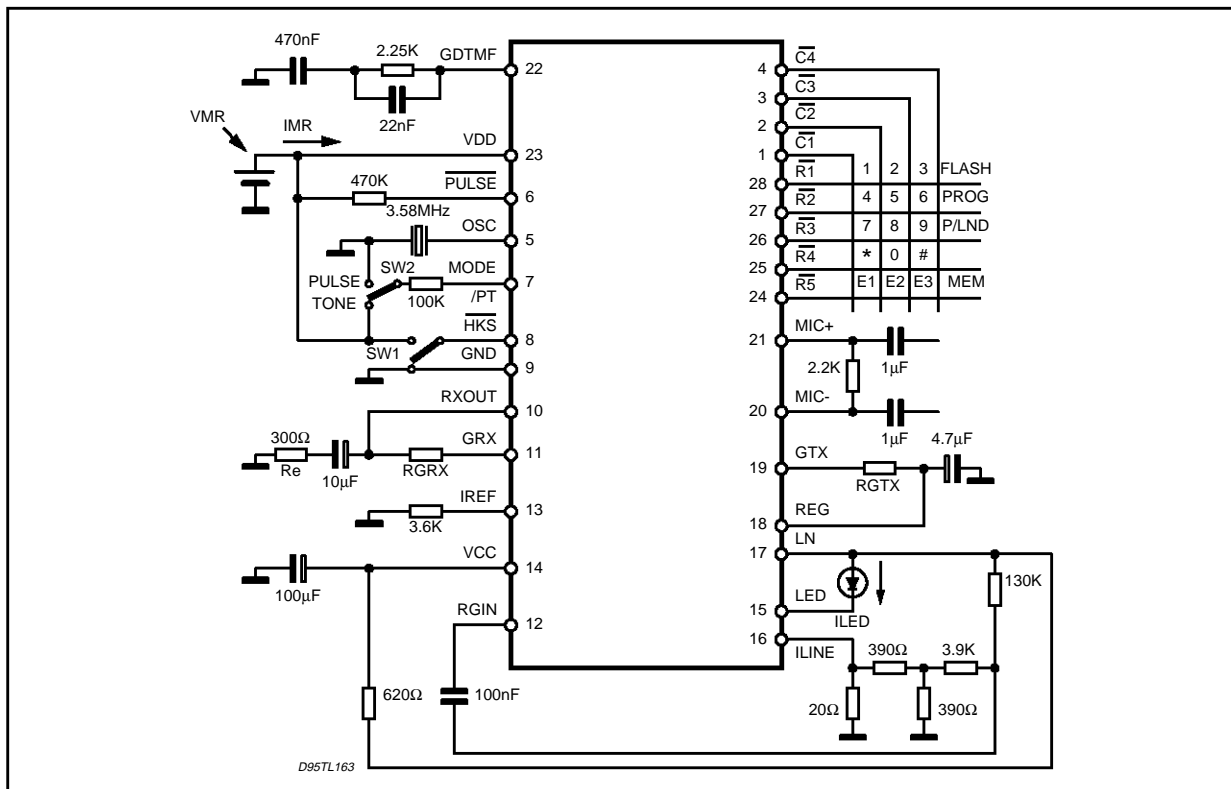 470nF
2.25K
GDTMF
22
22nF
VMR
IMR
VDD
23
470K
PULSE
6
3.58MHz
OSC
5
SW2
MODE
7
PULSE
TONE
100K
/PT
HKS
8
SW1
GND
9
RXOUT
10
300Ω
GRX
11
Re
10µF
RGRX
IREF
13
3.6K
VCC
14
100µF
RGIN
12
620Ω
100nF
D95TL163
4
C4
3
C3
2
C2
1
C1
28
R1
1 2 3 FLASH
27
R2
4 5 6 PROG
26
R3
7 8 9 P/LND
25
R4
* 0 #
24
R5
E1 E2 E3 MEM
21
MIC+
1µF
2.2K
20
MIC-
1µF
4.7µF
19
GTX
RGTX
18
REG
17
LN
130K
15
LED
ILED
16
ILINE
390Ω
3.9K
20Ω
390Ω